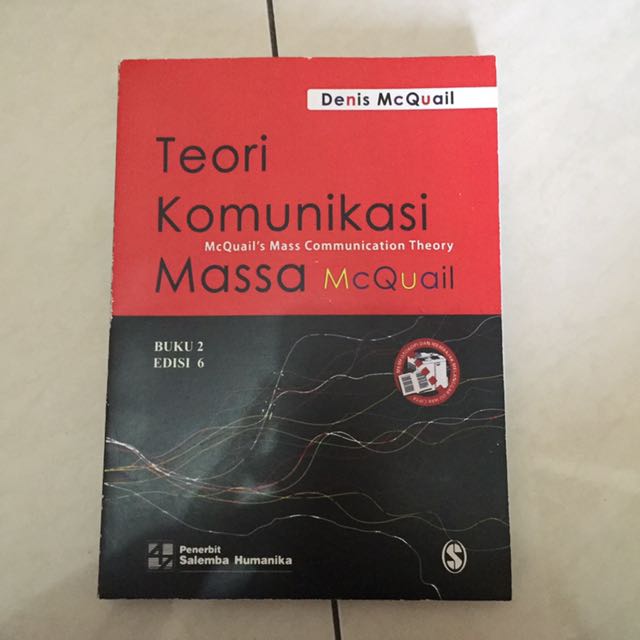 Denis McQuail
Teori
Komunikasi
McQuail's Mass Communication Theory
Massa McQuail
BUKU 2
EDISI 6
Penerbit
Salemba Humanika
S